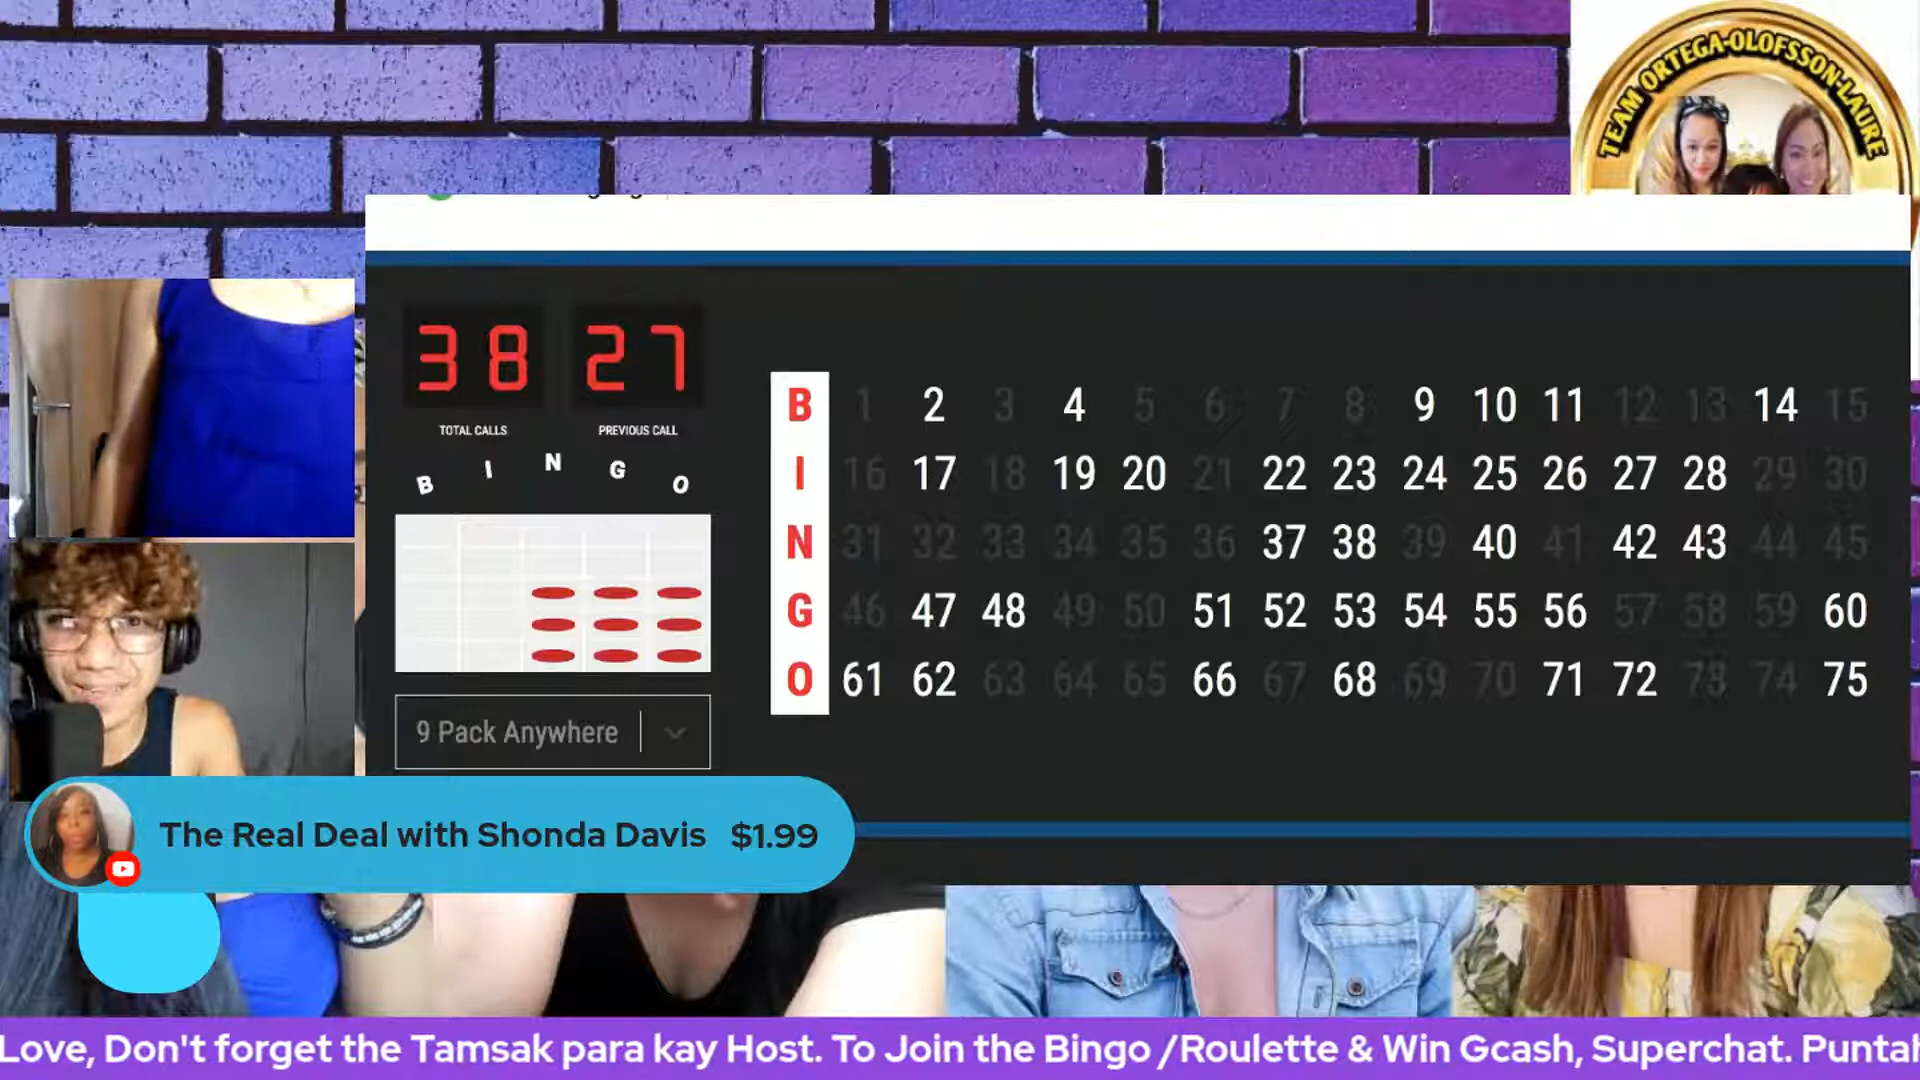 TEAM ORTEGA-OLOFSSON-LAURE
38 27
TOTAL CALLS PREVIOUS CALL
B I N G O
9 Pack Anywhere
B 1 2 3 4 5 6 7 8 9 10 11 12 13 14 15
I 16 17 18 19 20 21 22 23 24 25 26 27 28 29 30
N 31 32 33 34 35 36 37 38 39 40 41 42 43 44 45
G 46 47 48 49 50 51 52 53 54 55 56 57 58 59 60
O 61 62 63 64 65 66 67 68 69 70 71 72 73 74 75
The Real Deal with Shonda Davis $1.99
Love, Don't forget the Tamsak para kay Host. To Join the Bingo /Roulette & Win Gcash, Superchat. Puntah